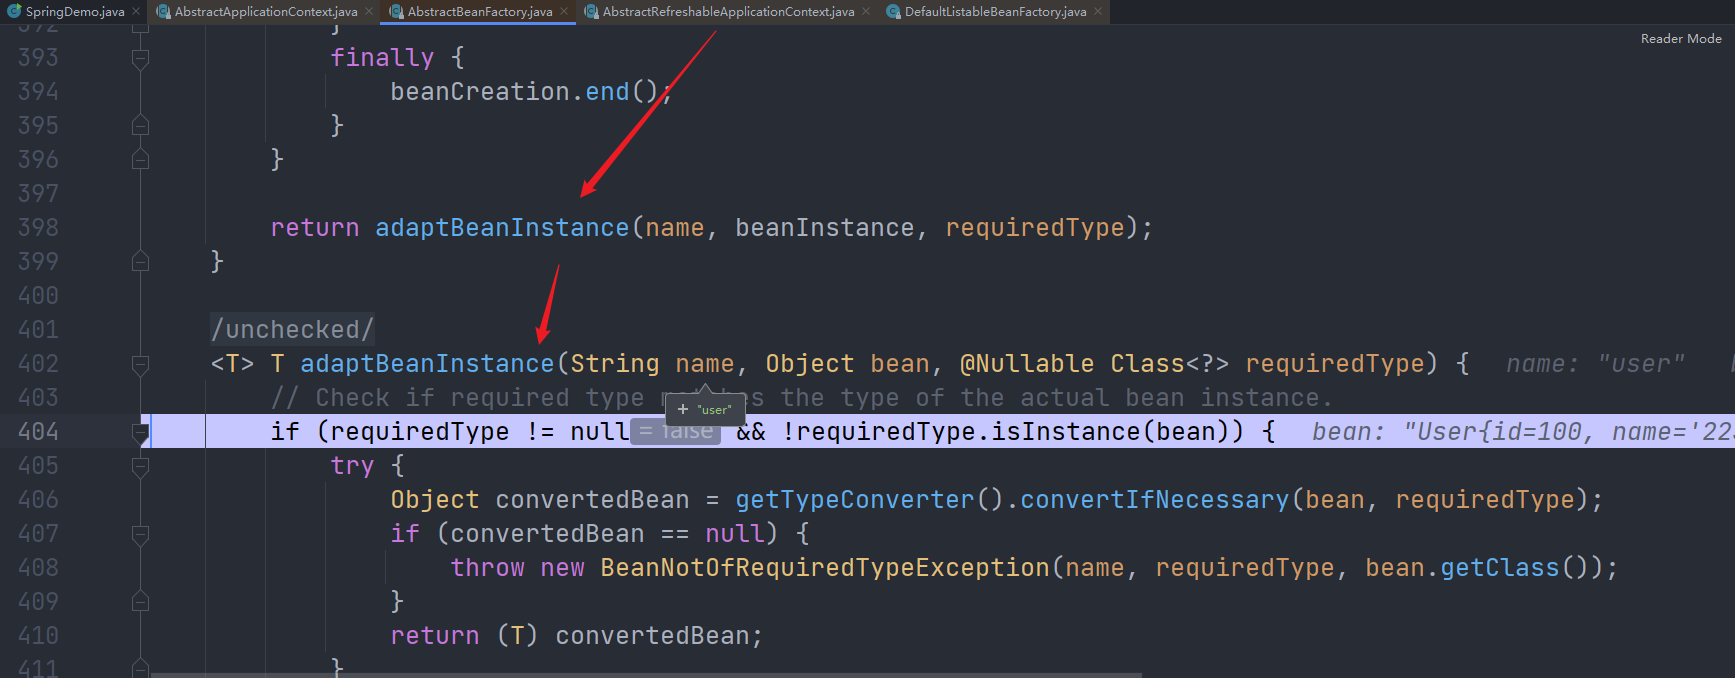 SpringDemo.java AbstractApplicationContext.java AbstractBeanFactory.java AbstractRefreshableApplicationContext.java DefaultListableBeanFactory.java
Reader Mode
392 }
393 finally {
394 beanCreation.end();
395 }
396 }
397
398 return adaptBeanInstance(name, beanInstance, requiredType);
399 }
400
401 /unchecked/
402 <T> T adaptBeanInstance(String name, Object bean, @Nullable Class<?> requiredType) { name: "user"
403 // Check if required type the type of the actual bean instance.
+ "user"
404 if (requiredType != null = false && !requiredType.isInstance(bean)) { bean: "User{id=100, name='22
405 try {
406 Object convertedBean = getTypeConverter().convertIfNecessary(bean, requiredType);
407 if (convertedBean == null) {
408 throw new BeanNotOfRequiredTypeException(name, requiredType, bean.getClass());
409 }
410 return (T) convertedBean;
411 }